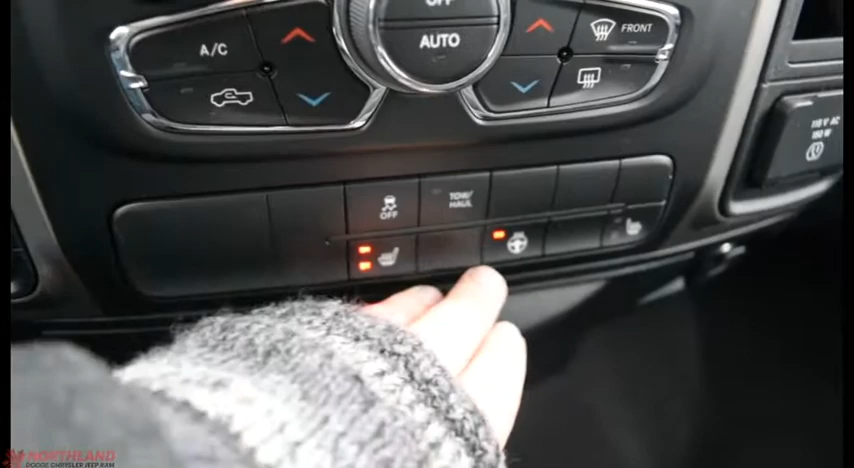 OFF
A/C
AUTO
FRONT
115 V AC
150 W
OFF
TOW/
HAUL
NORTHLAND
DODGE CHRYSLER JEEP RAM